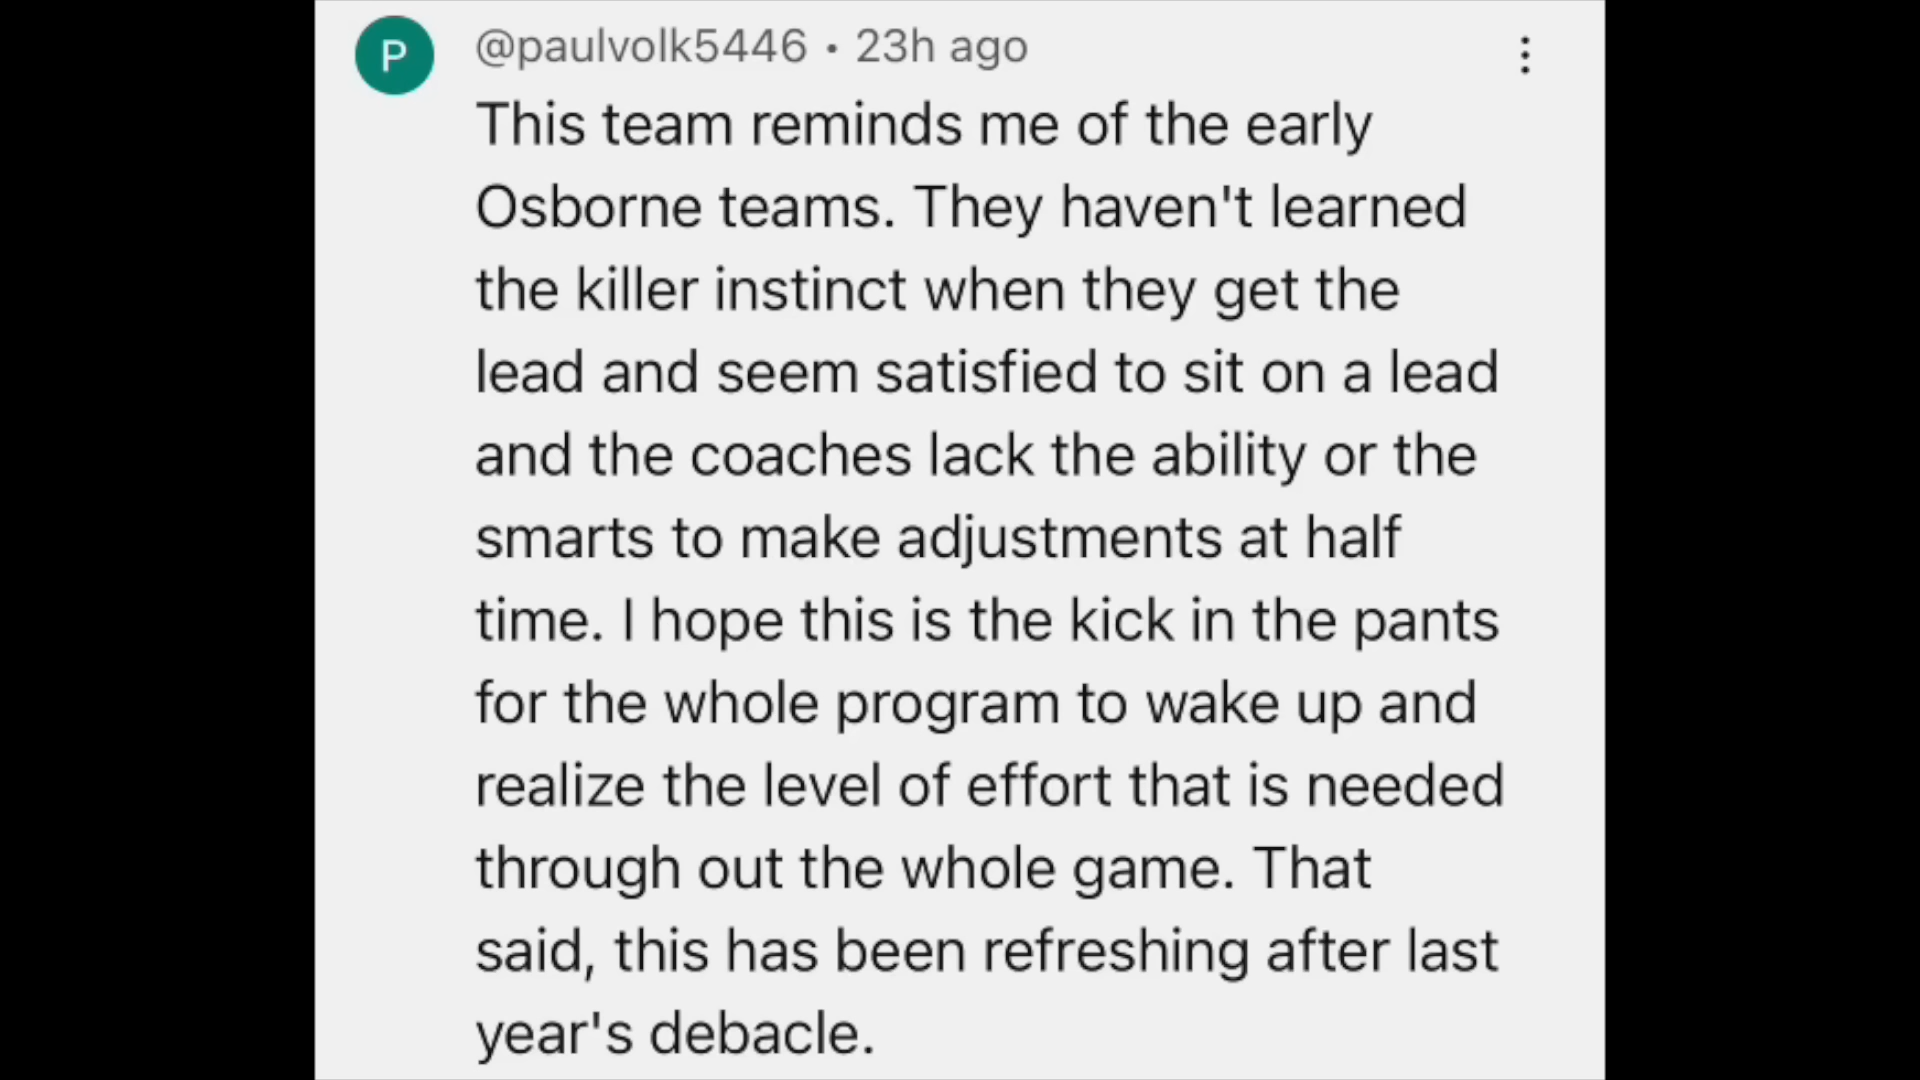 P
@paulvolk5446 • 23h ago
This team reminds me of the early
Osborne teams. They haven't learned
the killer instinct when they get the
lead and seem satisfied to sit on a lead
and the coaches lack the ability or the
smarts to make adjustments at half
time. I hope this is the kick in the pants
for the whole program to wake up and
realize the level of effort that is needed
through out the whole game. That
said, this has been refreshing after last
year's debacle.